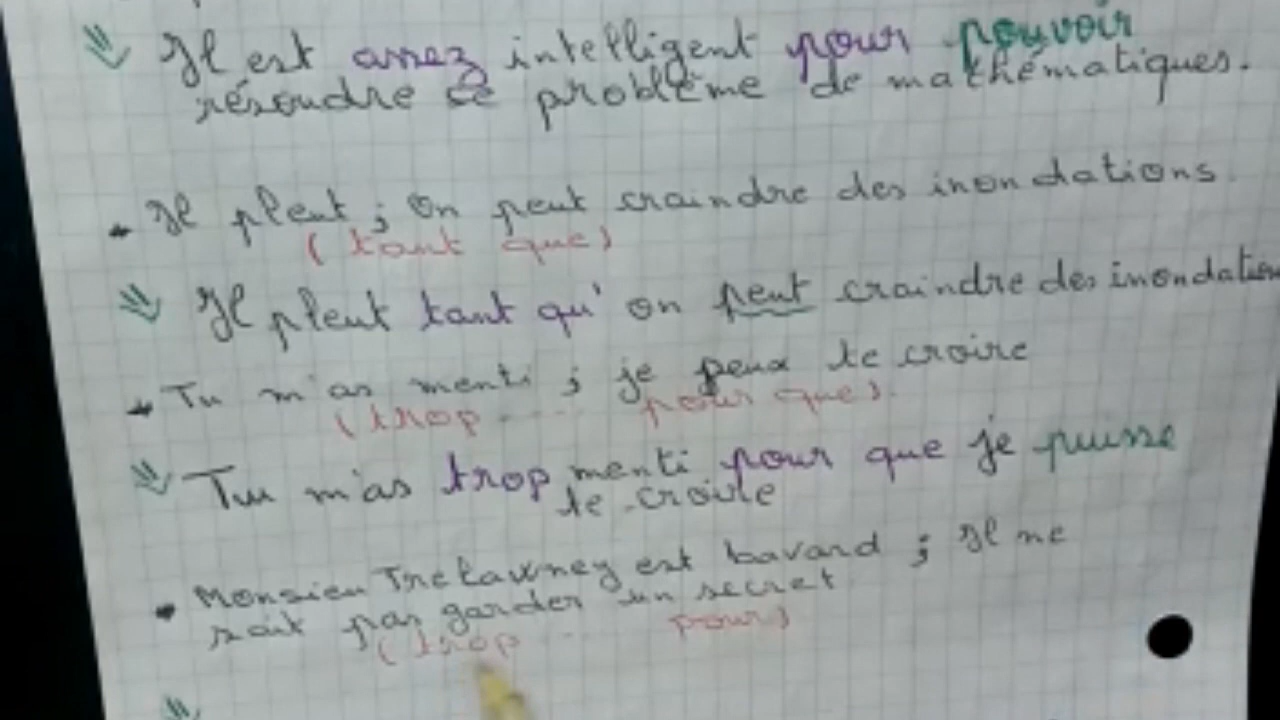 Il est assez intelligent pour pouvoir
résoudre ce problème de mathématiques.
Il pleut ; on peut craindre des inondations.
(tant que)
Il pleut tant qu' on peut craindre des inondation
Tu m'as menti ; je peux te croire
(trop ... pour que)
Tu m'as trop menti pour que je puisse
te croire
Monsieu Trelawney est bavard ; Il ne
sait pas garder un secret
(trop ... pour)